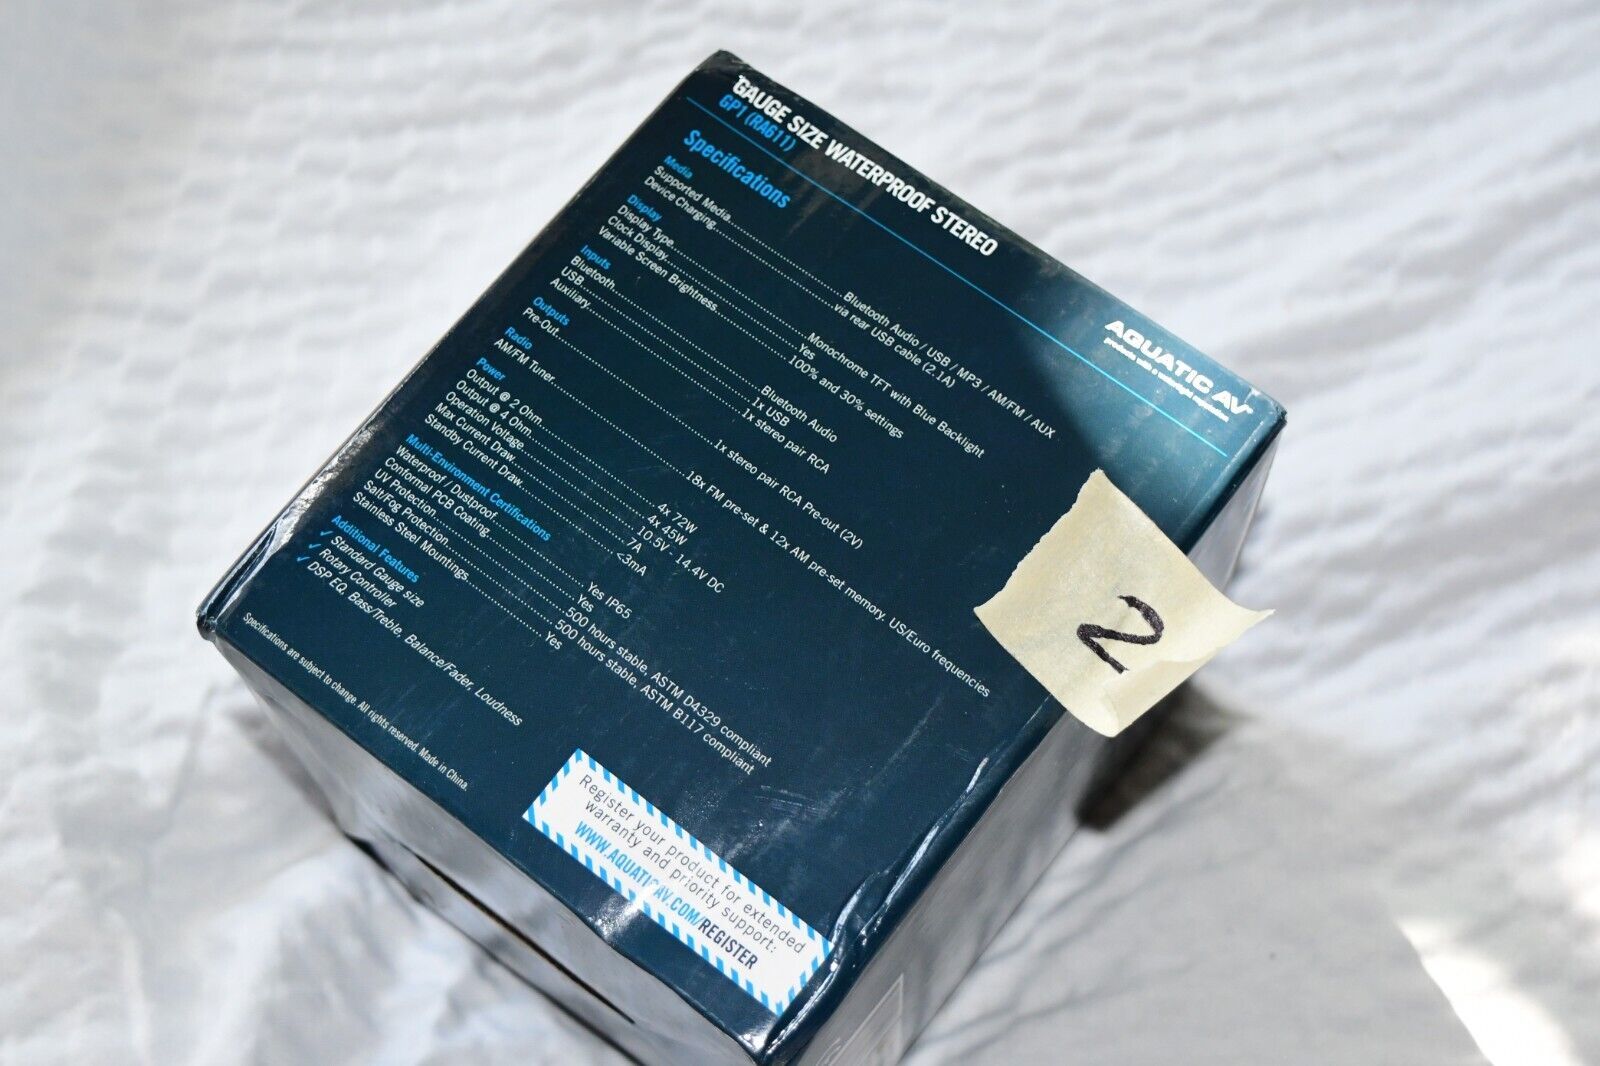 GAUGE SIZE WATERPROOF STEREO
GP1 (RA611)
AQUATIC AV
products with a watertight reputation
Specifications
Media
Supported Media.....Bluetooth Audio / USB / MP3 / AM/FM / AUX
Device Charging.....via rear USB cable (2.1A)
Display
Display Type.....Monochrome TFT with Blue Backlight
Clock Display.....Yes
Variable Screen Brightness.....100% and 30% settings
Inputs
Bluetooth.....Bluetooth Audio
USB.....1x USB
Auxiliary.....1x stereo pair RCA
Outputs
Pre-Out.....1x stereo pair RCA Pre-out (2V)
Radio
AM/FM Tuner.....18x FM pre-set & 12x AM pre-set memory, US/Euro frequencies
Power
Output @ 2 Ohm.....4x 72W
Output @ 4 Ohm.....4x 45W
Operation Voltage.....10.5V - 14.4V DC
Max Current Draw.....7A
Standby Current Draw.....<3mA
Multi-Environment Certifications
Waterproof / Dustproof.....Yes IP65
Conformal PCB Coating.....Yes
UV Protection.....500 hours stable, ASTM D4329 compliant
Salt/Fog Protection.....500 hours stable, ASTM B117 compliant
Stainless Steel Mountings.....Yes
Additional Features
✓ Standard Gauge size
✓ Rotary Controller
✓ DSP EQ, Bass/Treble, Balance/Fader, Loudness
Specifications are subject to change. All rights reserved. Made in China.
Register your product for extended
warranty and priority support:
WWW.AQUATICAV.COM/REGISTER
2